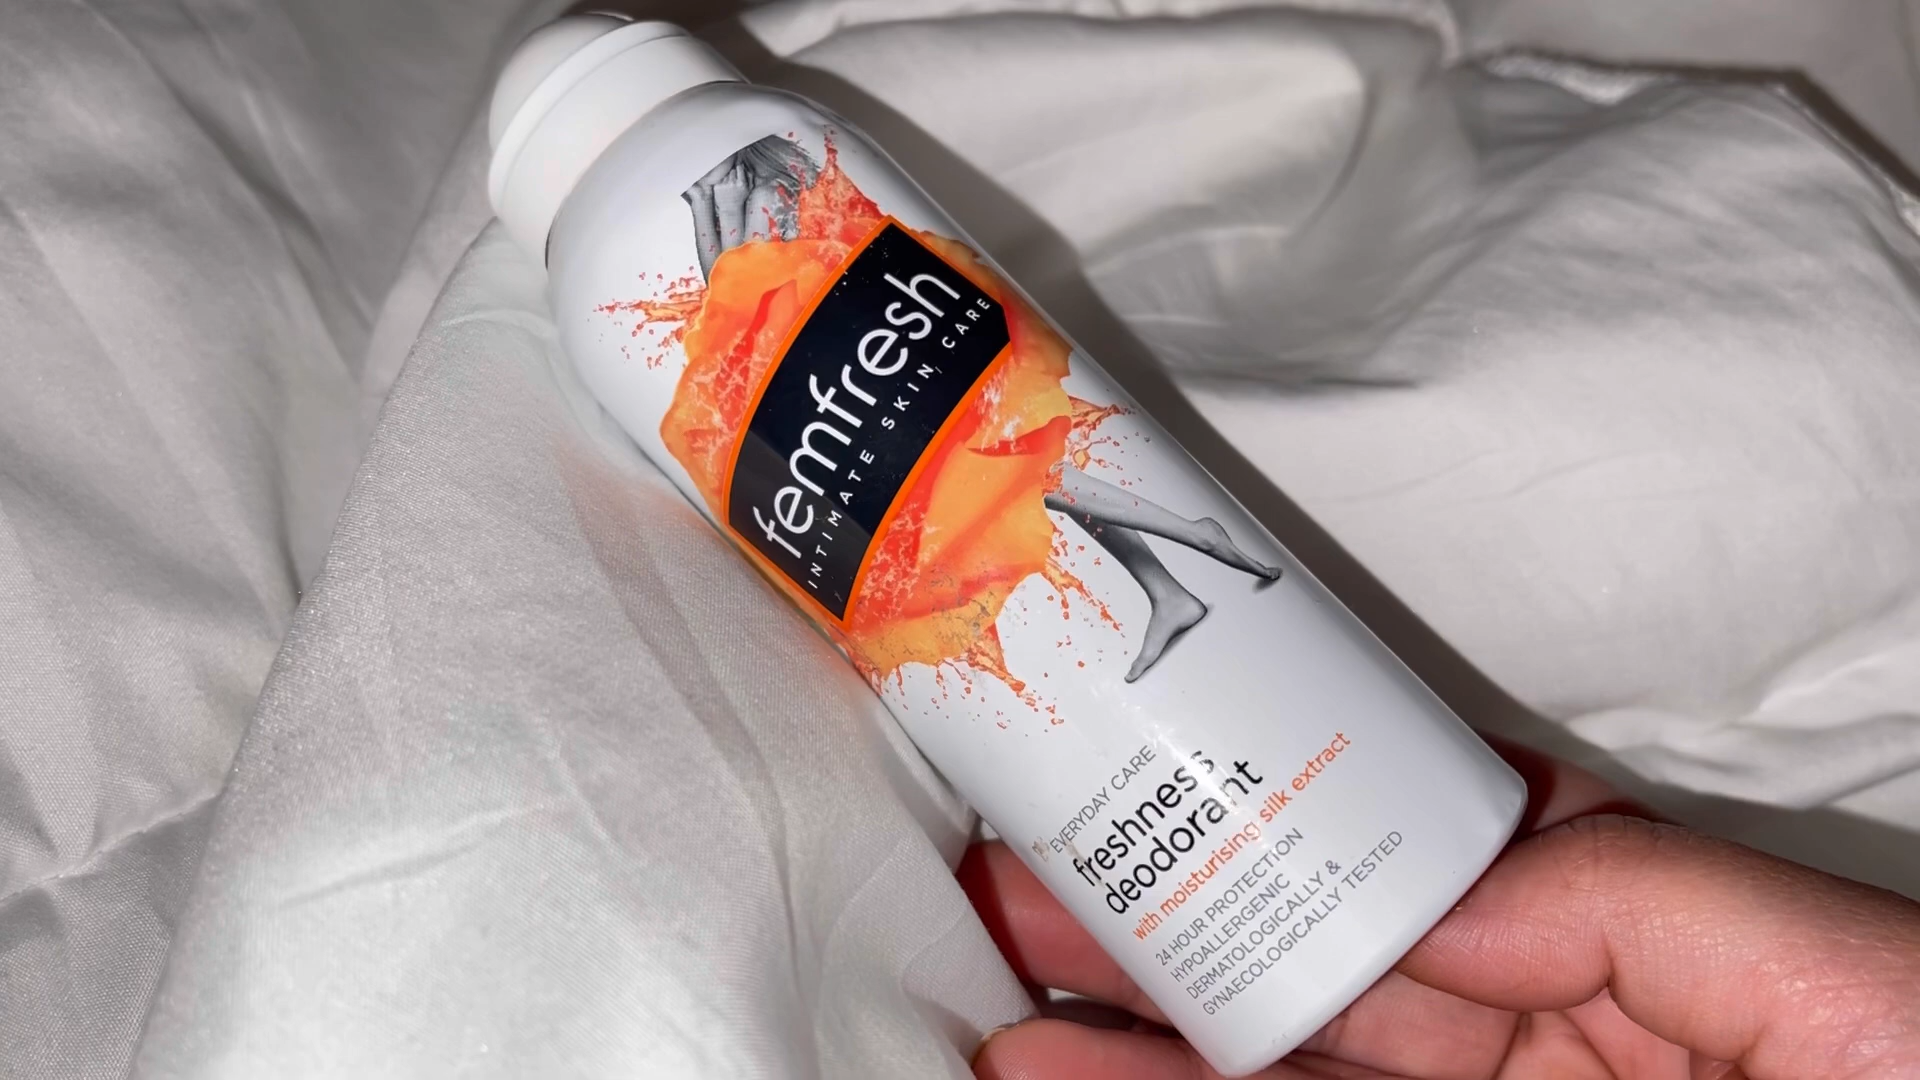 femfresh
INTIMATE SKIN CARE
EVERYDAY CARE
freshness
deodorant
with moisturising silk extract
24 HOUR PROTECTION
HYPOALLERGENIC
DERMATOLOGICALLY &
GYNAECOLOGICALLY TESTED